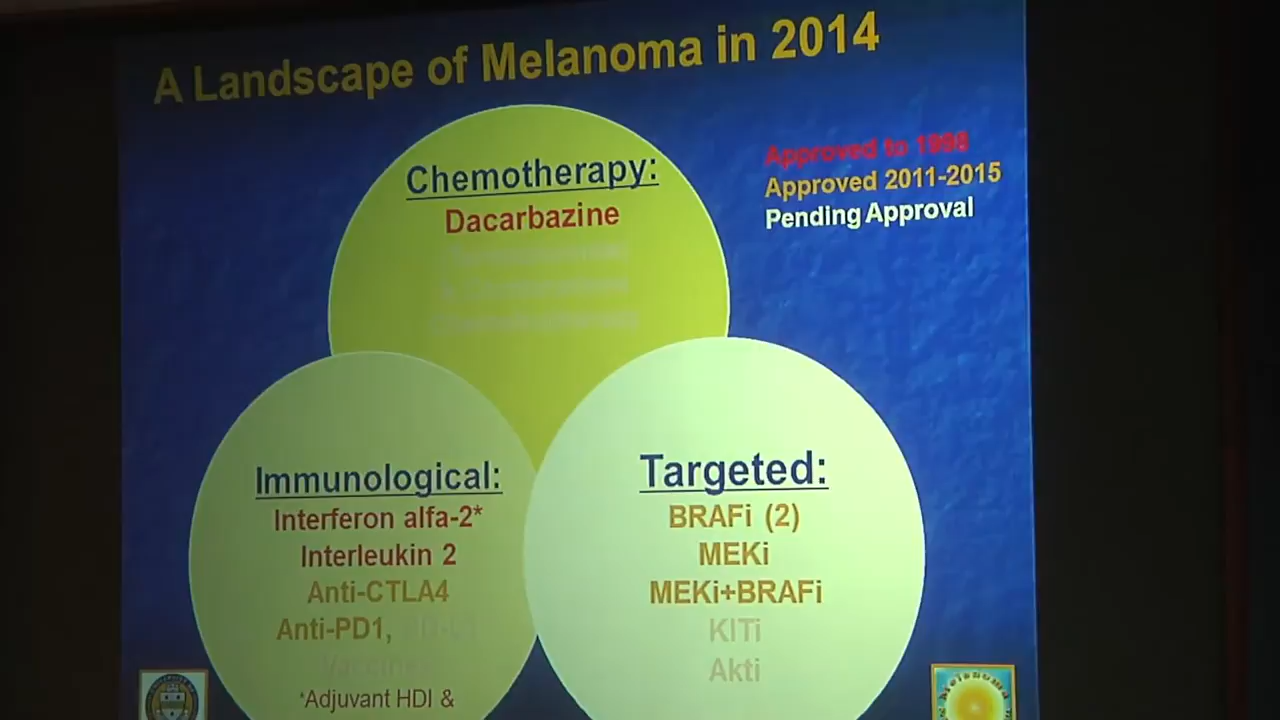 A Landscape of Melanoma in 2014
Approved to 1998
Approved 2011-2015
Pending Approval
Chemotherapy:
Dacarbazine
Immunological:
Interferon alfa-2*
Interleukin 2
Anti-CTLA4
Anti-PD1,
Vaccines
*Adjuvant HDI &
Targeted:
BRAFi (2)
MEKi
MEKi+BRAFi
KITi
Akti